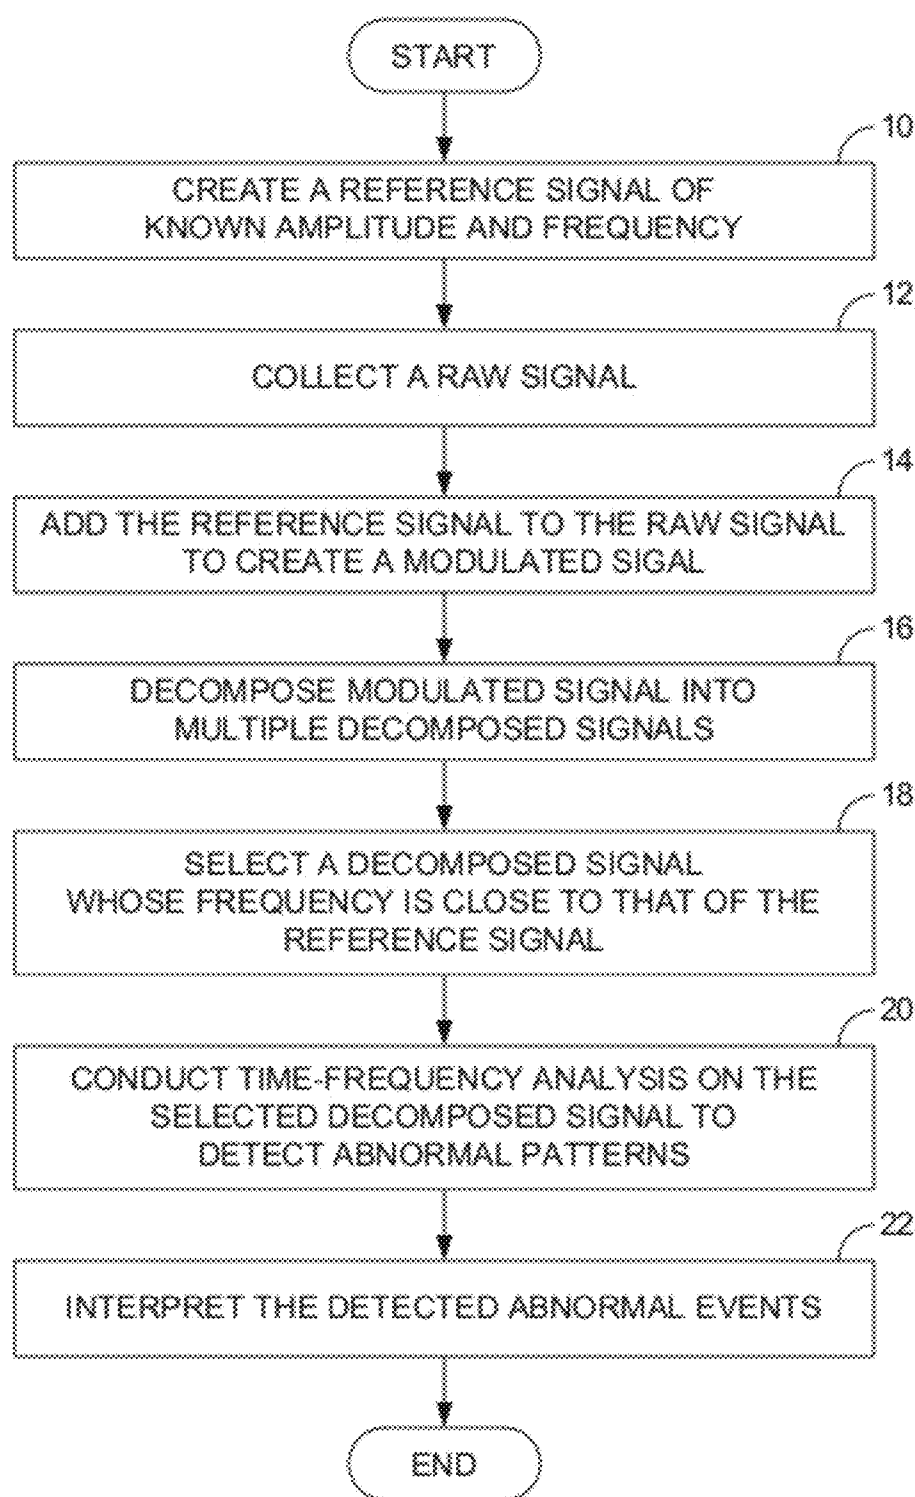 START
10
CREATE A REFERENCE SIGNAL OF
KNOWN AMPLITUDE AND FREQUENCY
12
COLLECT A RAW SIGNAL
14
ADD THE REFERENCE SIGNAL TO THE RAW SIGNAL
TO CREATE A MODULATED SIGAL
16
DECOMPOSE MODULATED SIGNAL INTO
MULTIPLE DECOMPOSED SIGNALS
18
SELECT A DECOMPOSED SIGNAL
WHOSE FREQUENCY IS CLOSE TO THAT OF THE
REFERENCE SIGNAL
20
CONDUCT TIME-FREQUENCY ANALYSIS ON THE
SELECTED DECOMPOSED SIGNAL TO
DETECT ABNORMAL PATTERNS
22
INTERPRET THE DETECTED ABNORMAL EVENTS
END